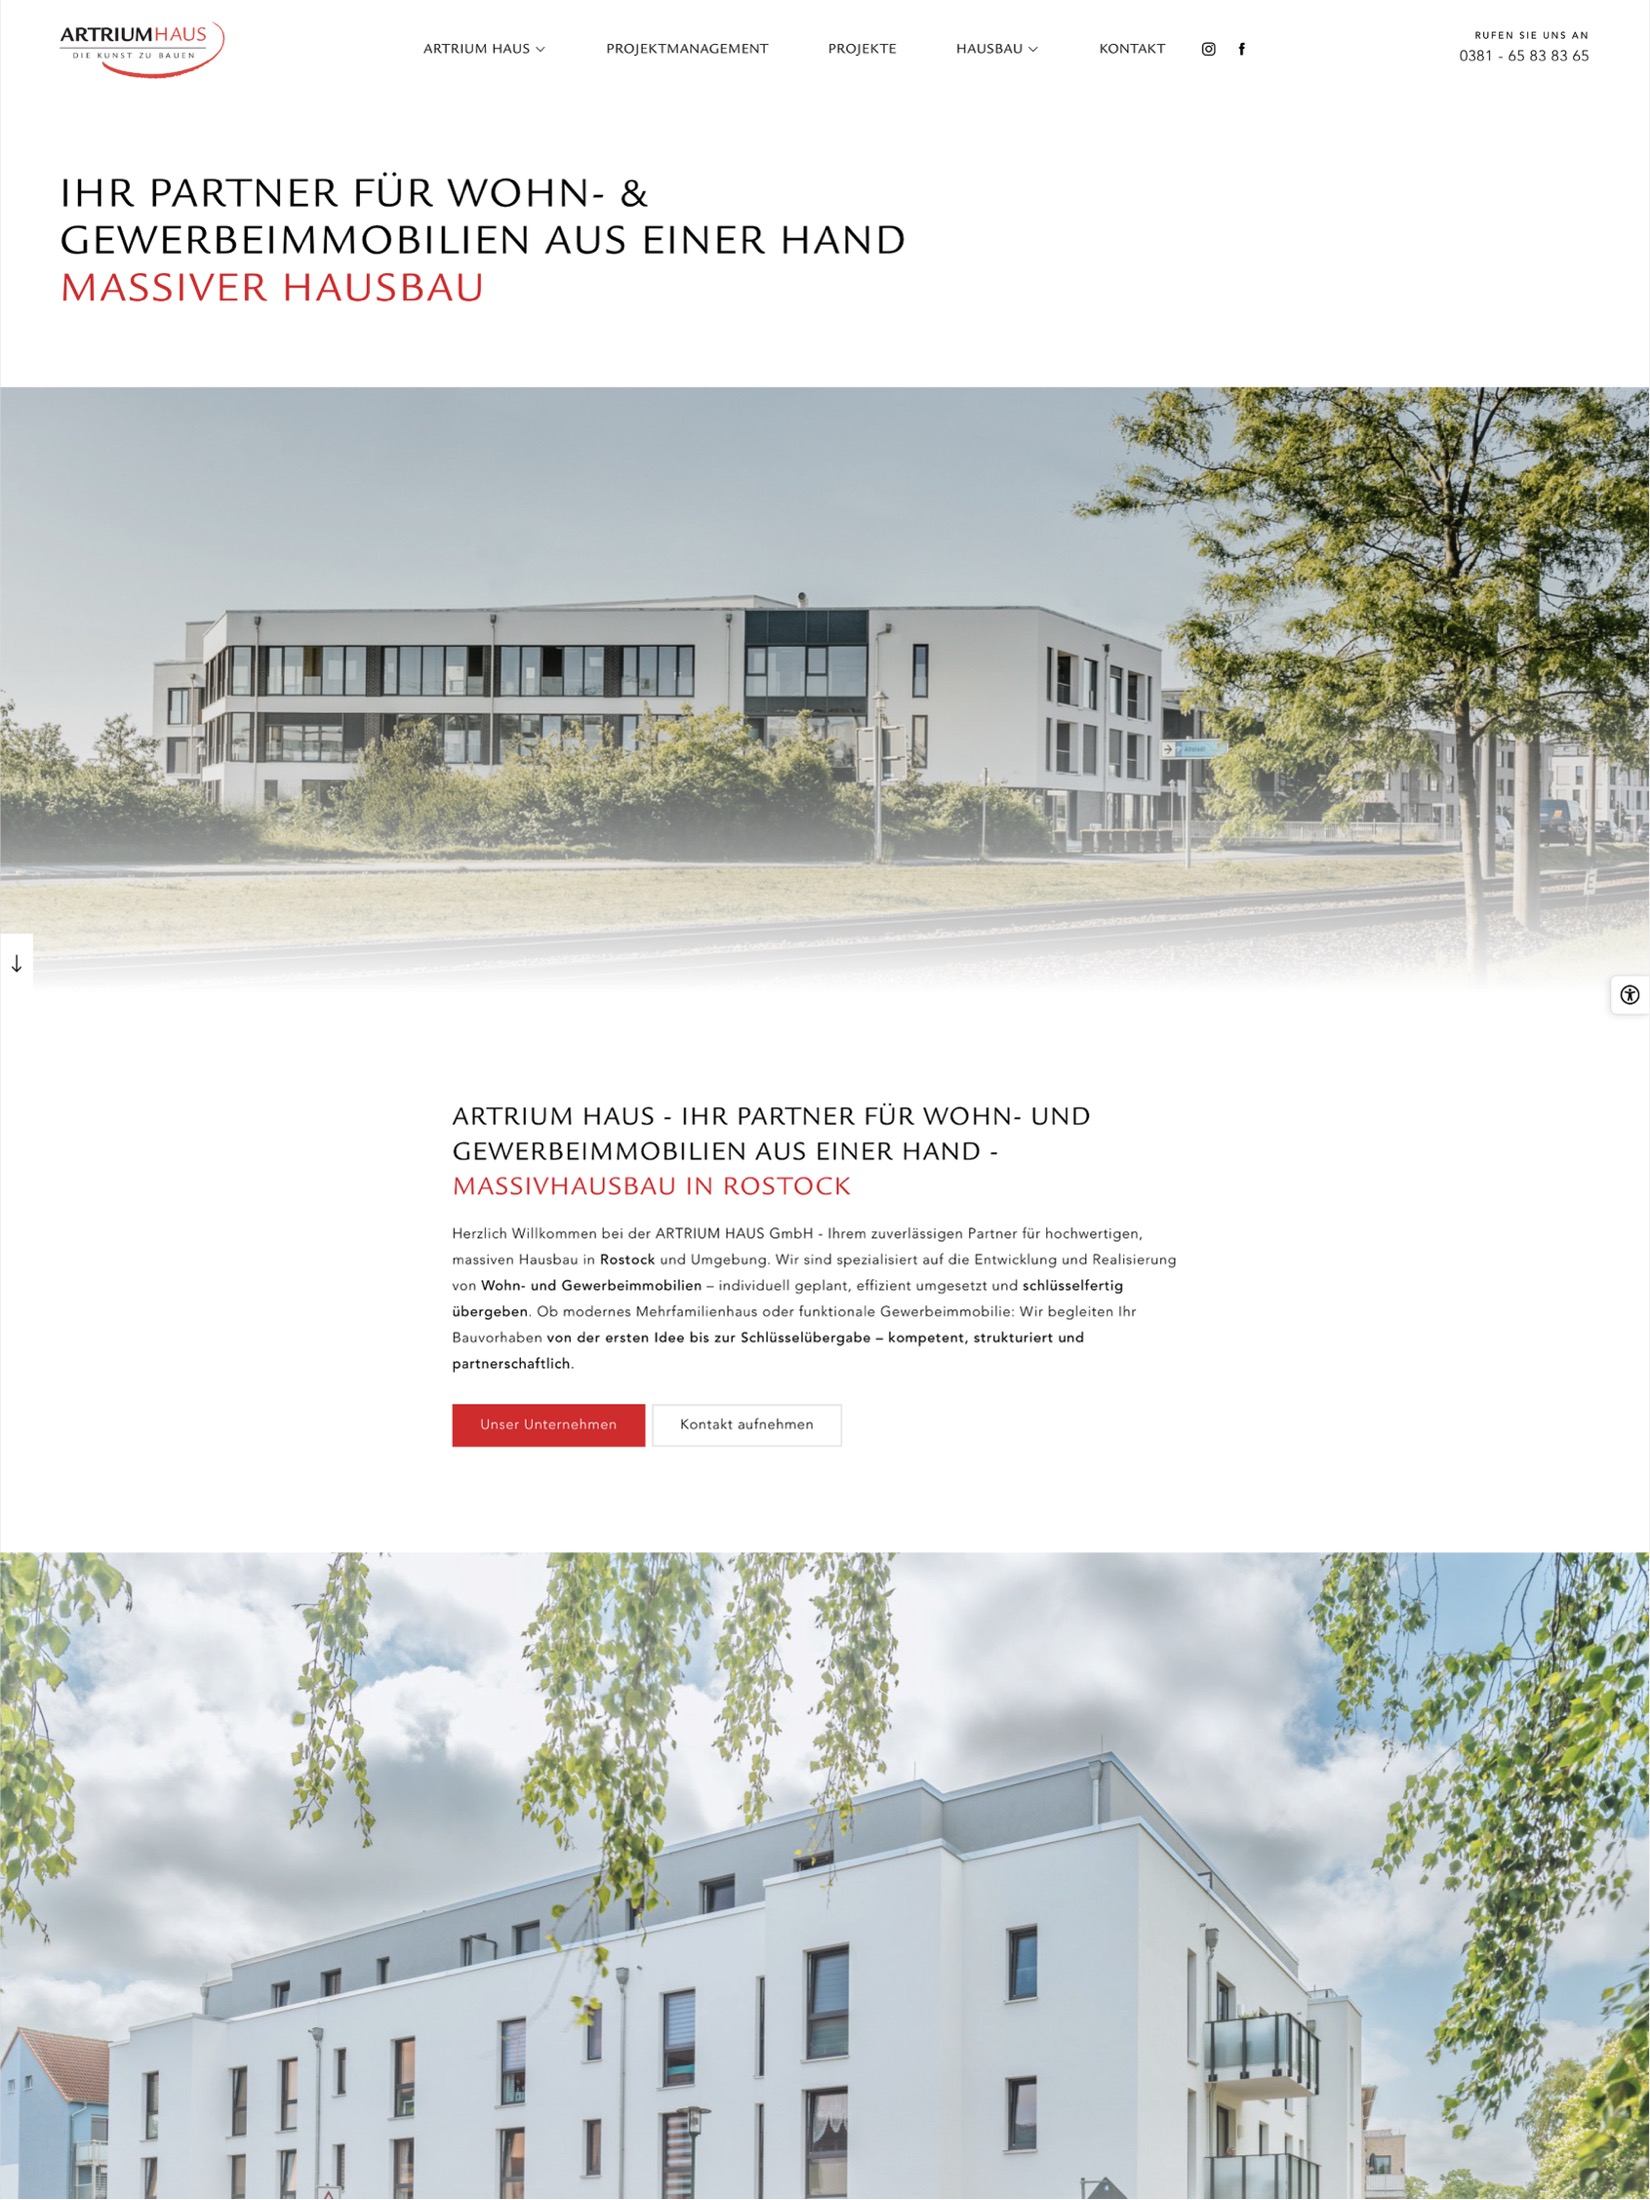 ARTRIUMHAUS
DIE KUNST ZU BAUEN
ARTRIUM HAUS
PROJEKTMANAGEMENT
PROJEKTE
HAUSBAU
KONTAKT
RUFEN SIE UNS AN
0381 - 65 83 83 65
IHR PARTNER FÜR WOHN- &
GEWERBEIMMOBILIEN AUS EINER HAND
MASSIVER HAUSBAU
ARTRIUM HAUS - IHR PARTNER FÜR WOHN- UND
GEWERBEIMMOBILIEN AUS EINER HAND -
MASSIVHAUSBAU IN ROSTOCK
Herzlich Willkommen bei der ARTRIUM HAUS GmbH - Ihrem zuverlässigen Partner für hochwertigen,
massiven Hausbau in Rostock und Umgebung. Wir sind spezialisiert auf die Entwicklung und Realisierung
von Wohn- und Gewerbeimmobilien – individuell geplant, effizient umgesetzt und schlüsselfertig
übergeben. Ob modernes Mehrfamilienhaus oder funktionale Gewerbeimmobilie: Wir begleiten Ihr
Bauvorhaben von der ersten Idee bis zur Schlüsselübergabe – kompetent, strukturiert und
partnerschaftlich.
Unser Unternehmen
Kontakt aufnehmen